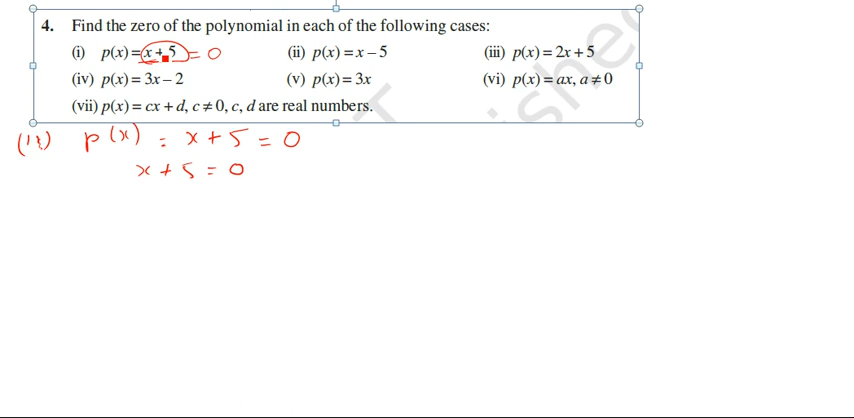 4. Find the zero of the polynomial in each of the following cases:
(i) p(x) = x + 5 = 0 (ii) p(x) = x – 5 (iii) p(x) = 2x + 5
(iv) p(x) = 3x – 2 (v) p(x) = 3x (vi) p(x) = ax, a ≠ 0
(vii) p(x) = cx + d, c ≠ 0, c, d are real numbers.
p(x) = x + 5 = 0
x + 5 = 0